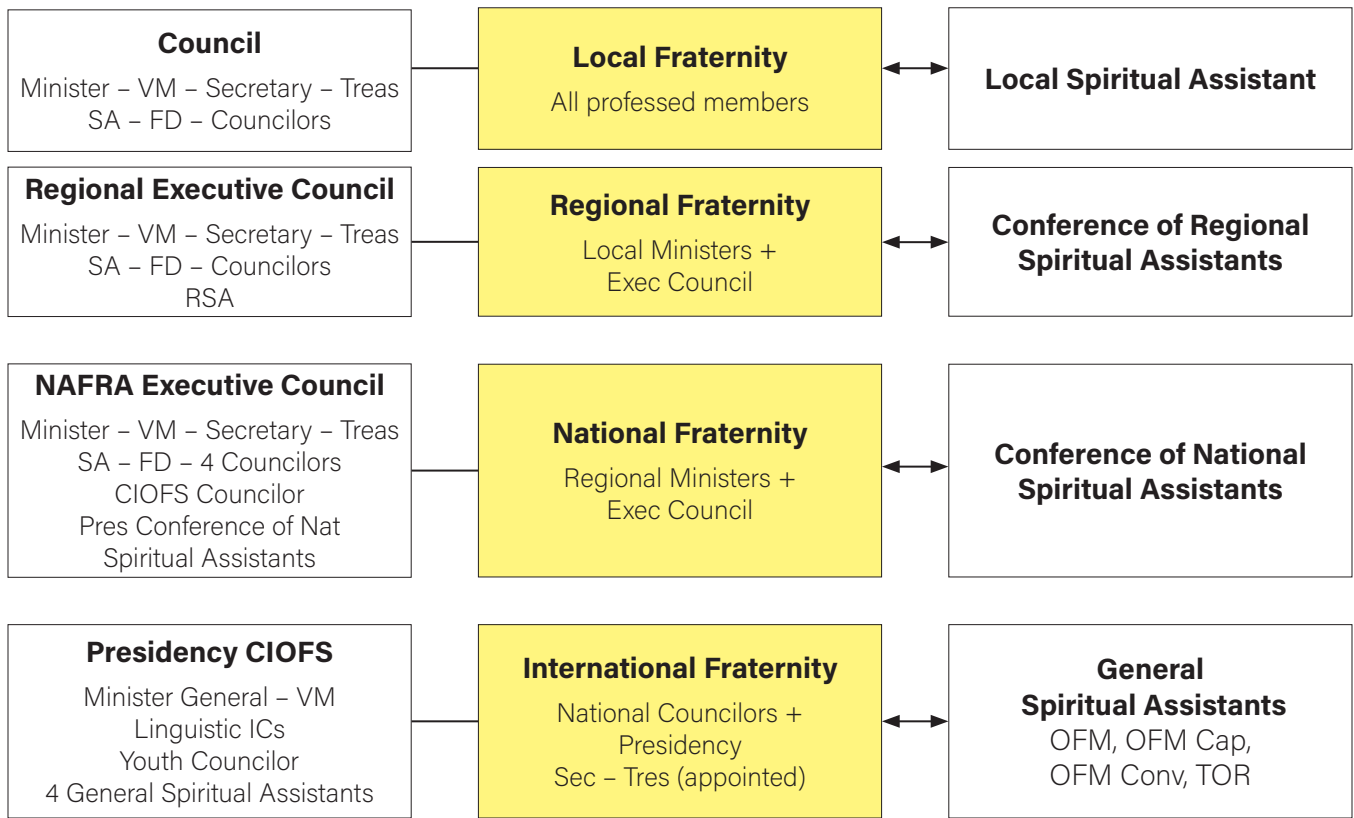 Council
Minister – VM – Secretary – Treas
SA – FD – Councilors
Local Fraternity
All professed members
Local Spiritual Assistant
Regional Executive Council
Minister – VM – Secretary – Treas
SA – FD – Councilors
RSA
Regional Fraternity
Local Ministers +
Exec Council
Conference of Regional
Spiritual Assistants
NAFRA Executive Council
Minister – VM – Secretary – Treas
SA – FD – 4 Councilors
CIOFS Councilor
Pres Conference of Nat
Spiritual Assistants
National Fraternity
Regional Ministers +
Exec Council
Conference of National
Spiritual Assistants
Presidency CIOFS
Minister General – VM
Linguistic ICs
Youth Councilor
4 General Spiritual Assistants
International Fraternity
National Councilors +
Presidency
Sec – Tres (appointed)
General
Spiritual Assistants
OFM, OFM Cap,
OFM Conv, TOR